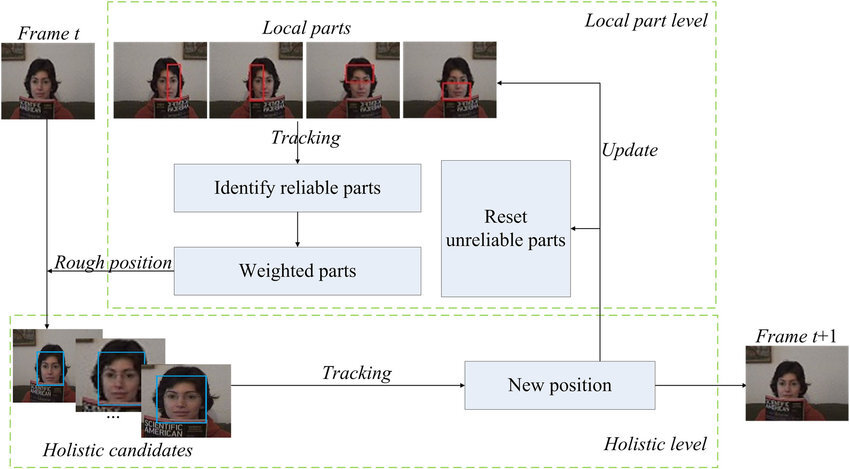 Local parts
Local part level
Frame t
Tracking
Update
Identify reliable parts
Reset
unreliable parts
Rough position
Weighted parts
Frame t+1
Tracking
New position
...
SCIENTIFIC
AMERICAN
Holistic candidates
Holistic level